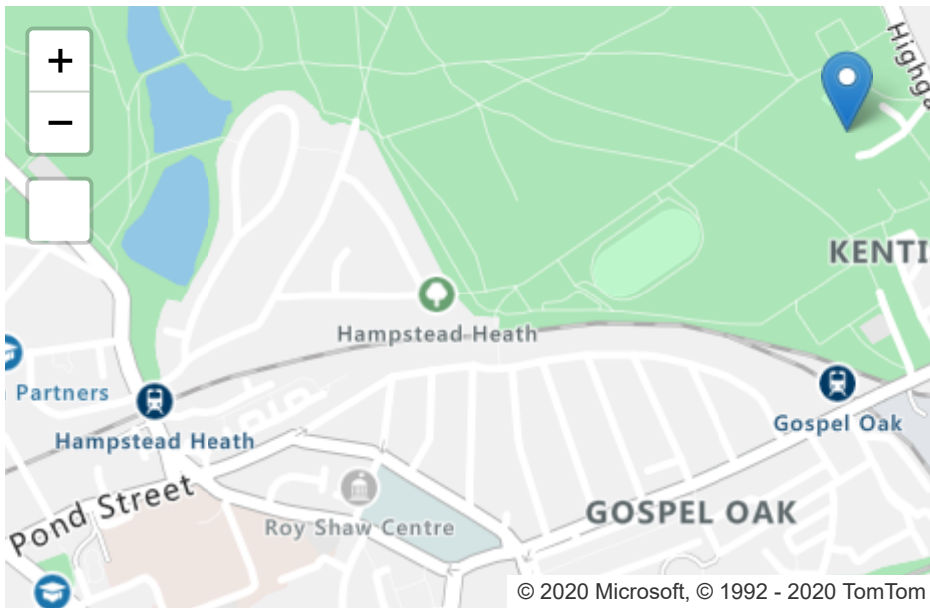 +
−
Highga
KENTI
Hampstead Heath
Partners
Gospel Oak
Hampstead Heath
Pond Street
GOSPEL OAK
Roy Shaw Centre
© 2020 Microsoft, © 1992 - 2020 TomTom